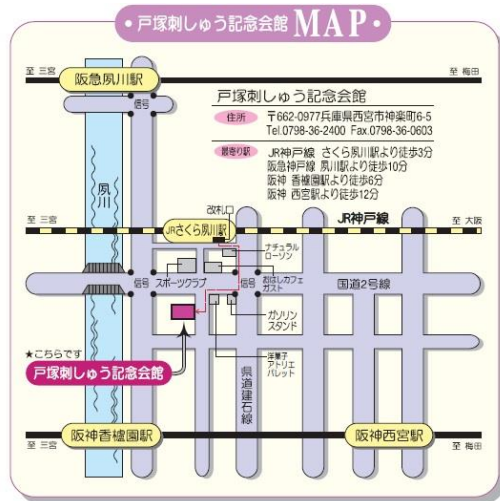 ・戸塚刺しゅう記念会館 MAP・
至 三宮
阪急夙川駅
至 梅田
信号
戸塚刺しゅう記念会館
住所
〒662-0977兵庫県西宮市神楽町6-5
Tel.0798-36-2400 Fax.0798-36-0603
最寄り駅
JR神戸線 さくら夙川駅より徒歩3分
阪急神戸線 夙川駅より徒歩10分
阪神 香櫨園駅より徒歩6分
阪神 西宮駅より徒歩12分
夙川
改札口
至 三宮
JRさくら夙川駅
JR神戸線
至 大阪
ナチュラル
ローソン
信号
スポーツクラブ
信号
おはしカフェ
ガスト
国道2号線
ガソリン
スタンド
★こちらです
戸塚刺しゅう記念会館
洋菓子
アトリエ
パレット
県道建石線
至 三宮
阪神香櫨園駅
阪神西宮駅
至 梅田